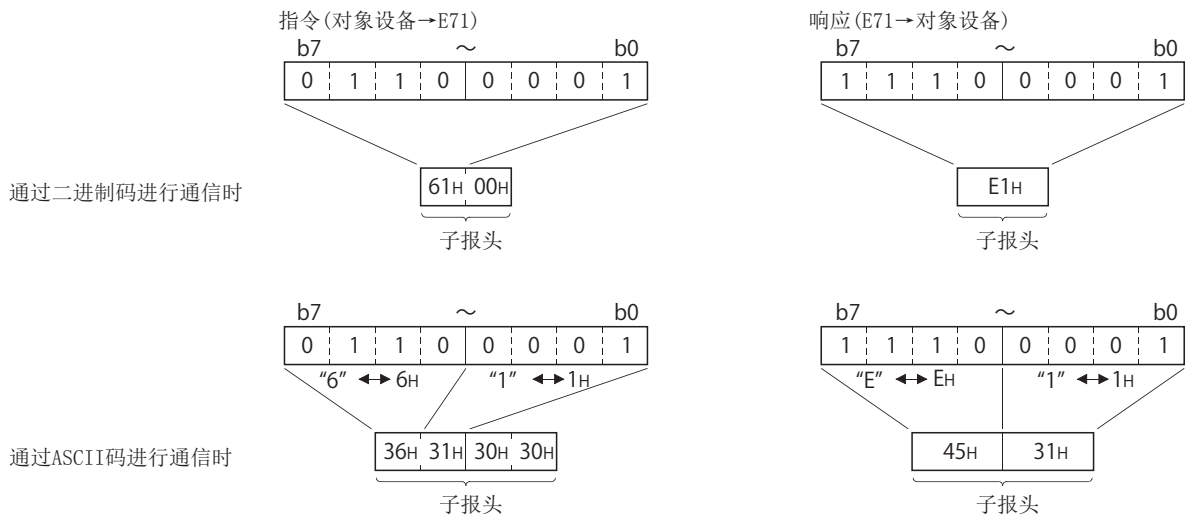 指令(对象设备→E71)
响应(E71→对象设备)
b7 ～ b0
b7 ～ b0
0 1 1 0 0 0 0 1
1 1 1 0 0 0 0 1
通过二进制码进行通信时
61H 00H
E1H
子报头
子报头
b7 ～ b0
b7 ～ b0
0 1 1 0 0 0 0 1
1 1 1 0 0 0 0 1
“6” ↔ 6H “1” ↔ 1H
“E” ↔ EH “1” ↔ 1H
通过ASCII码进行通信时
36H 31H 30H 30H
45H 31H
子报头
子报头